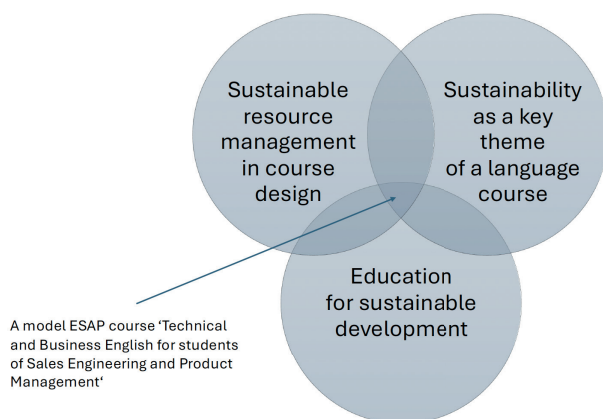 Sustainable
resource
management
in course
design
Sustainability
as a key
theme
of a language
course
Education
for sustainable
development
A model ESAP course ‘Technical
and Business English for students
of Sales Engineering and Product
Management‘